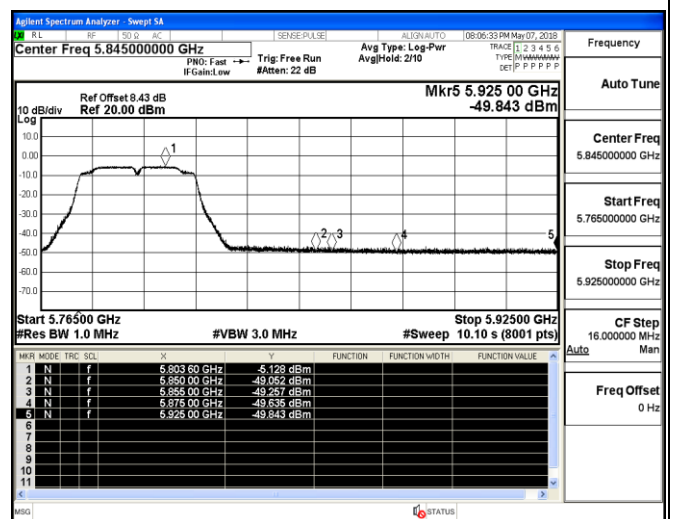 Agilent Spectrum Analyzer - Swept SA
RL RF 50 Ω AC SENSE:PULSE ALIGN AUTO 08:06:33 PM May 07, 2018
Center Freq 5.845000000 GHz
PNO: Fast Trig: Free Run
IFGain:Low #Atten: 22 dB
Avg Type: Log-Pwr
Avg|Hold: 2/10
TRACE 1 2 3 4 5 6
TYPE MWWWWW
DET P P P P P P
Ref Offset 8.43 dB
10 dB/div Ref 20.00 dBm
Log
Mkr5 5.925 00 GHz
-49.843 dBm
10.0
0.00
-10.0
-20.0
-30.0
-40.0
-50.0
-60.0
-70.0
1
2 3 4 5
Start 5.76500 GHz Stop 5.92500 GHz
#Res BW 1.0 MHz #VBW 3.0 MHz #Sweep 10.10 s (8001 pts)
MKR MODE TRC SCL X Y FUNCTION FUNCTION WIDTH FUNCTION VALUE
1 N f 5.803 60 GHz -5.128 dBm
2 N f 5.850 00 GHz -49.052 dBm
3 N f 5.855 00 GHz -49.257 dBm
4 N f 5.875 00 GHz -49.635 dBm
5 N f 5.925 00 GHz -49.843 dBm
6
7
8
9
10
11
MSG STATUS
Frequency
Auto Tune
Center Freq
5.845000000 GHz
Start Freq
5.765000000 GHz
Stop Freq
5.925000000 GHz
CF Step
16.000000 MHz
Auto Man
Freq Offset
0 Hz